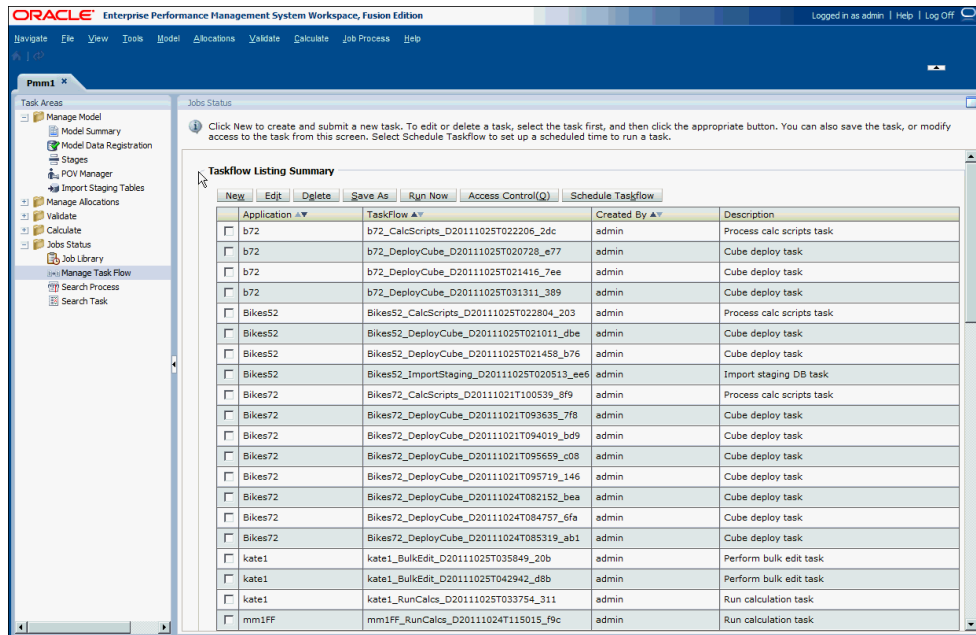 ORACLE® Enterprise Performance Management System Workspace, Fusion Edition
Logged in as admin | Help | Log Off
Navigate File View Tools Model Allocations Validate Calculate Job Process Help
Pmm1 ×
Task Areas
Manage Model
Model Summary
Model Data Registration
Stages
POV Manager
Import Staging Tables
Manage Allocations
Validate
Calculate
Jobs Status
Job Library
Manage Task Flow
Search Process
Search Task
Jobs Status
Click New to create and submit a new task. To edit or delete a task, select the task first, and then click the appropriate button. You can also save the task, or modify
access to the task from this screen. Select Schedule Taskflow to set up a scheduled time to run a task.
Taskflow Listing Summary
New Edit Delete Save As Run Now Access Control(Q) Schedule Taskflow
Application TaskFlow Created By Description
b72 b72_CalcScripts_D20111025T022206_2dc admin Process calc scripts task
b72 b72_DeployCube_D20111025T020728_e77 admin Cube deploy task
b72 b72_DeployCube_D20111025T021416_7ee admin Cube deploy task
b72 b72_DeployCube_D20111025T031311_389 admin Cube deploy task
Bikes52 Bikes52_CalcScripts_D20111025T022804_203 admin Process calc scripts task
Bikes52 Bikes52_DeployCube_D20111025T021011_dbe admin Cube deploy task
Bikes52 Bikes52_DeployCube_D20111025T021458_b76 admin Cube deploy task
Bikes52 Bikes52_ImportStaging_D20111025T020513_ee6 admin Import staging DB task
Bikes72 Bikes72_CalcScripts_D20111021T100539_8f9 admin Process calc scripts task
Bikes72 Bikes72_DeployCube_D20111021T093635_7f8 admin Cube deploy task
Bikes72 Bikes72_DeployCube_D20111021T094019_bd9 admin Cube deploy task
Bikes72 Bikes72_DeployCube_D20111021T095659_c08 admin Cube deploy task
Bikes72 Bikes72_DeployCube_D20111021T095719_146 admin Cube deploy task
Bikes72 Bikes72_DeployCube_D20111024T082152_bea admin Cube deploy task
Bikes72 Bikes72_DeployCube_D20111024T084757_6fa admin Cube deploy task
Bikes72 Bikes72_DeployCube_D20111024T085319_ab1 admin Cube deploy task
kate1 kate1_BulkEdit_D20111025T035849_20b admin Perform bulk edit task
kate1 kate1_BulkEdit_D20111025T042942_d8b admin Perform bulk edit task
kate1 kate1_RunCalcs_D20111025T033754_311 admin Run calculation task
mm1FF mm1FF_RunCalcs_D20111024T115015_f9c admin Run calculation task